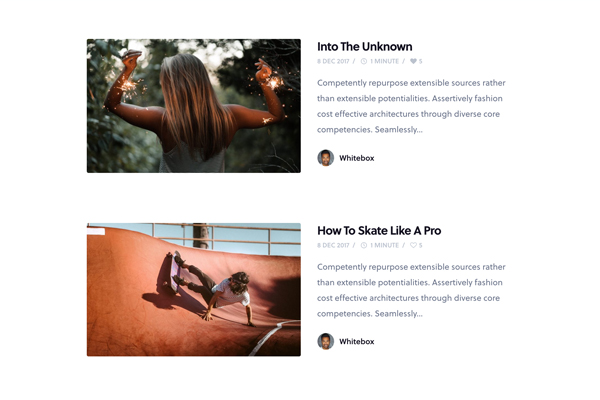 Into The Unknown
8 DEC 2017 / 1 MINUTE / 5
Competently repurpose extensible sources rather
than extensible potentialities. Assertively fashion
cost effective architectures through diverse core
competencies. Seamlessly...
Whitebox
How To Skate Like A Pro
8 DEC 2017 / 1 MINUTE / 5
Competently repurpose extensible sources rather
than extensible potentialities. Assertively fashion
cost effective architectures through diverse core
competencies. Seamlessly...
Whitebox